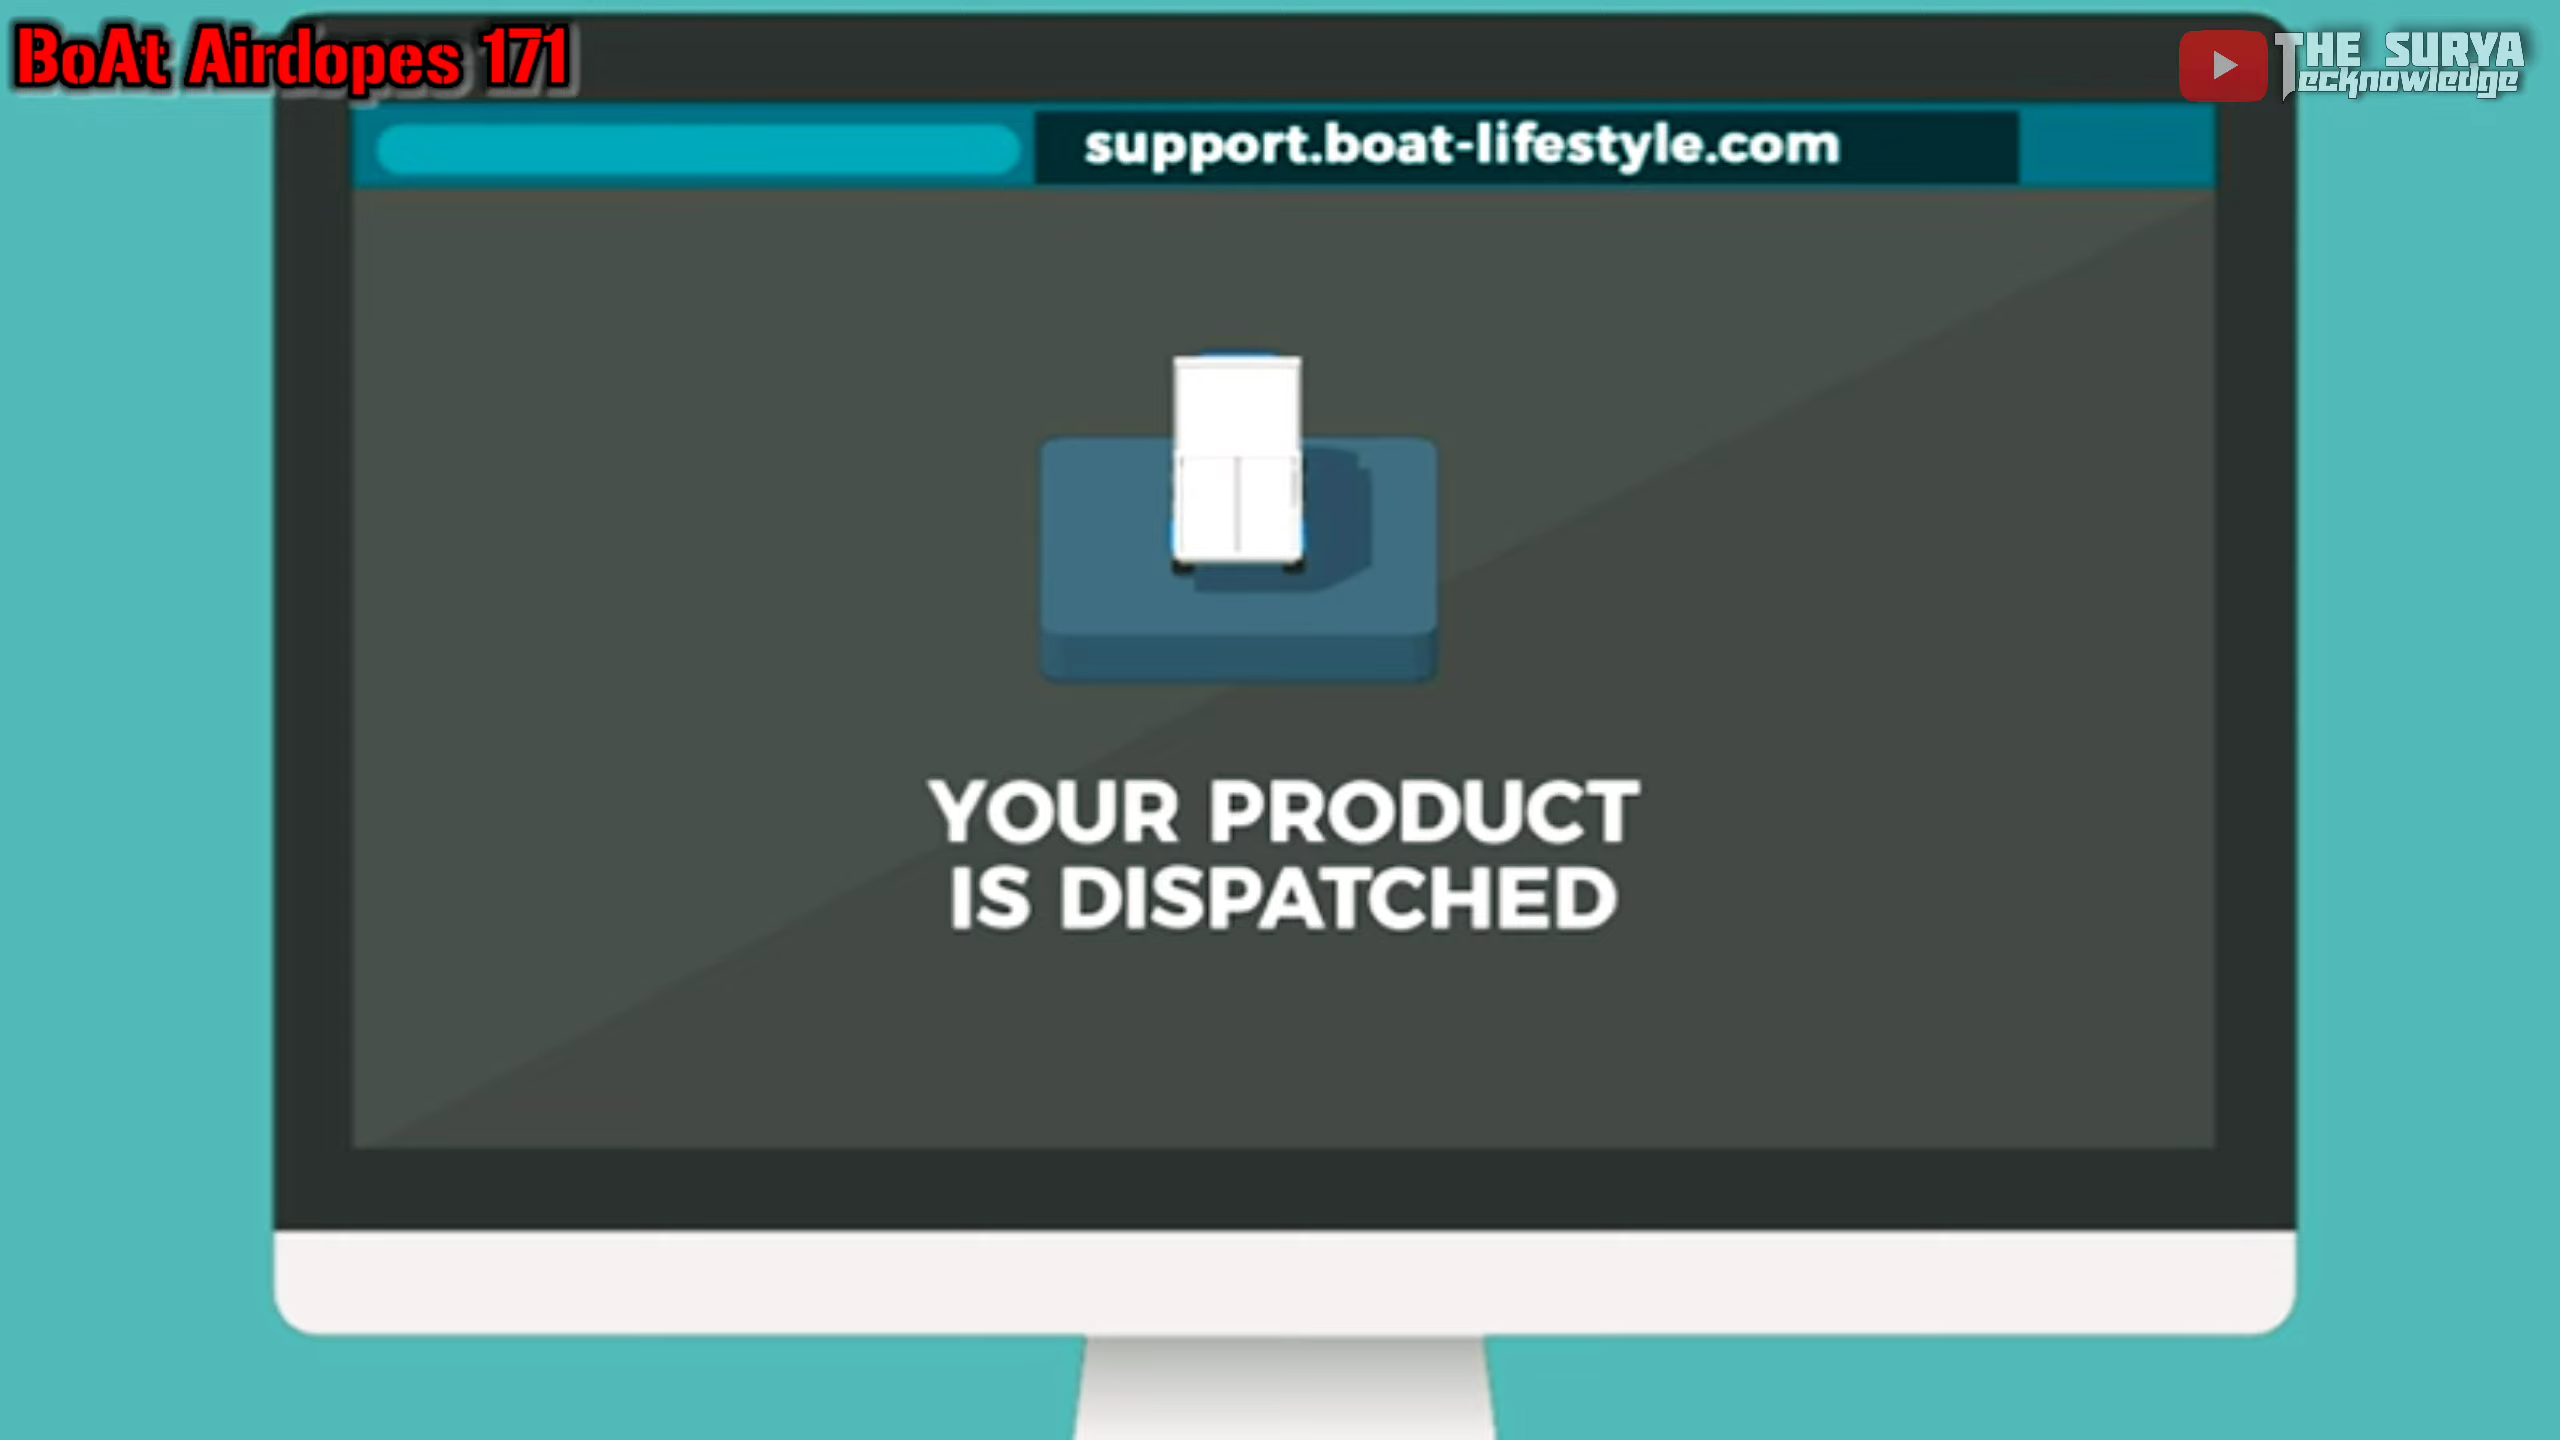 BoAt Airdopes 171
THE SURYA
Tecknowledge
support.boat-lifestyle.com
YOUR PRODUCT
IS DISPATCHED